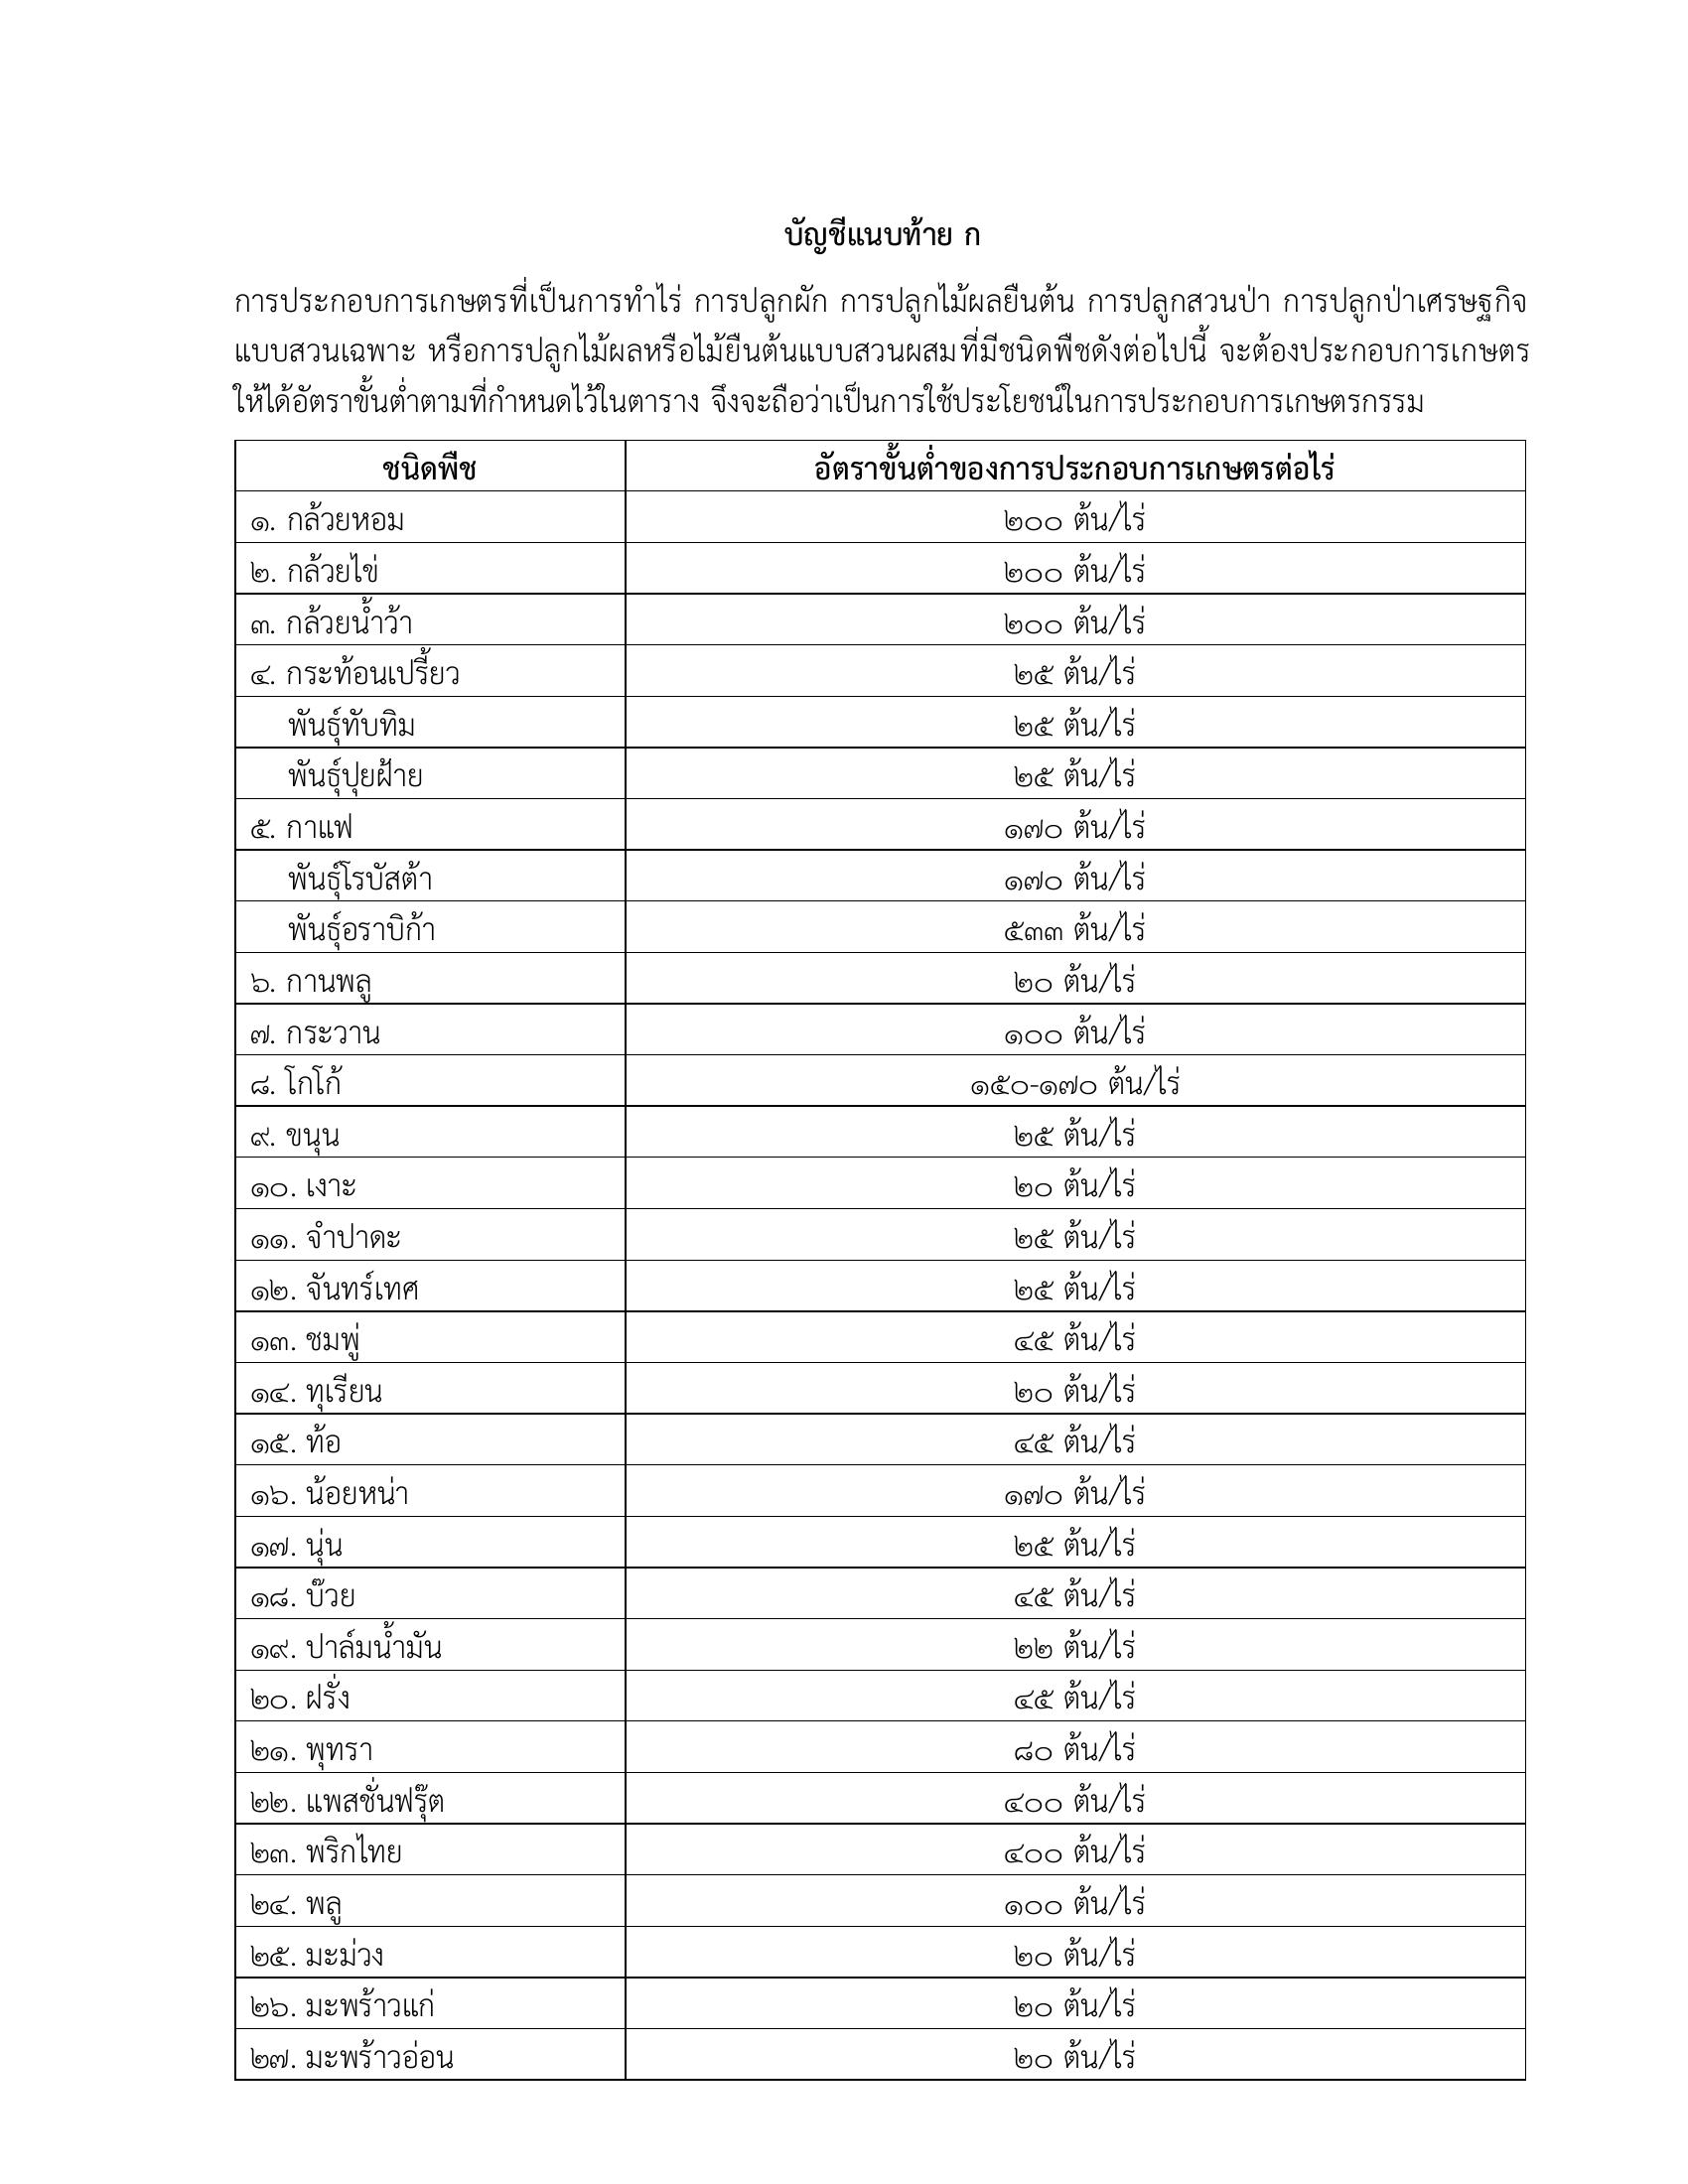 บัญชีแนบท้าย ก
การประกอบการเกษตรที่เป็นการทำไร่ การปลูกผัก การปลูกไม้ผลยืนต้น การปลูกสวนป่า การปลูกป่าเศรษฐกิจ
แบบสวนเฉพาะ หรือการปลูกไม้ผลหรือไม้ยืนต้นแบบสวนผสมที่มีชนิดพืชดังต่อไปนี้ จะต้องประกอบการเกษตร
ให้ได้อัตราขั้นต่ำตามที่กำหนดไว้ในตาราง จึงจะถือว่าเป็นการใช้ประโยชน์ในการประกอบการเกษตรกรรม
ชนิดพืช อัตราขั้นต่ำของการประกอบการเกษตรต่อไร่
๑. กล้วยหอม ๒๐๐ ต้น/ไร่
๒. กล้วยไข่ ๒๐๐ ต้น/ไร่
๓. กล้วยน้ำว้า ๒๐๐ ต้น/ไร่
๔. กระท้อนเปรี้ยว ๒๕ ต้น/ไร่
พันธุ์ทับทิม ๒๕ ต้น/ไร่
พันธุ์ปุยฝ้าย ๒๕ ต้น/ไร่
๕. กาแฟ ๑๗๐ ต้น/ไร่
พันธุ์โรบัสต้า ๑๗๐ ต้น/ไร่
พันธุ์อราบิก้า ๕๓๓ ต้น/ไร่
๖. กานพลู ๒๐ ต้น/ไร่
๗. กระวาน ๑๐๐ ต้น/ไร่
๘. โกโก้ ๑๕๐-๑๗๐ ต้น/ไร่
๙. ขนุน ๒๕ ต้น/ไร่
๑๐. เงาะ ๒๐ ต้น/ไร่
๑๑. จำปาดะ ๒๕ ต้น/ไร่
๑๒. จันทร์เทศ ๒๕ ต้น/ไร่
๑๓. ชมพู่ ๔๕ ต้น/ไร่
๑๔. ทุเรียน ๒๐ ต้น/ไร่
๑๕. ท้อ ๔๕ ต้น/ไร่
๑๖. น้อยหน่า ๑๗๐ ต้น/ไร่
๑๗. นุ่น ๒๕ ต้น/ไร่
๑๘. บ๊วย ๔๕ ต้น/ไร่
๑๙. ปาล์มน้ำมัน ๒๒ ต้น/ไร่
๒๐. ฝรั่ง ๔๕ ต้น/ไร่
๒๑. พุทรา ๘๐ ต้น/ไร่
๒๒. แพสชั่นฟรุ๊ต ๔๐๐ ต้น/ไร่
๒๓. พริกไทย ๔๐๐ ต้น/ไร่
๒๔. พลู ๑๐๐ ต้น/ไร่
๒๕. มะม่วง ๒๐ ต้น/ไร่
๒๖. มะพร้าวแก่ ๒๐ ต้น/ไร่
๒๗. มะพร้าวอ่อน ๒๐ ต้น/ไร่